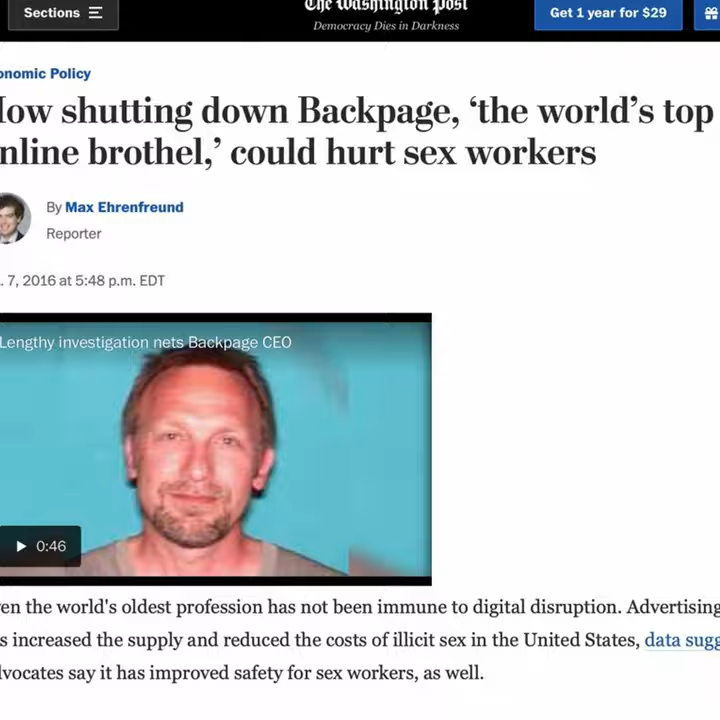 Sections
The Washington Post
Democracy Dies in Darkness
Get 1 year for $29
onomic Policy
How shutting down Backpage, ‘the world’s top
nline brothel,’ could hurt sex workers
By Max Ehrenfreund
Reporter
. 7, 2016 at 5:48 p.m. EDT
Lengthy investigation nets Backpage CEO
0:46
en the world's oldest profession has not been immune to digital disruption. Advertising
s increased the supply and reduced the costs of illicit sex in the United States, data sugg
lvocates say it has improved safety for sex workers, as well.